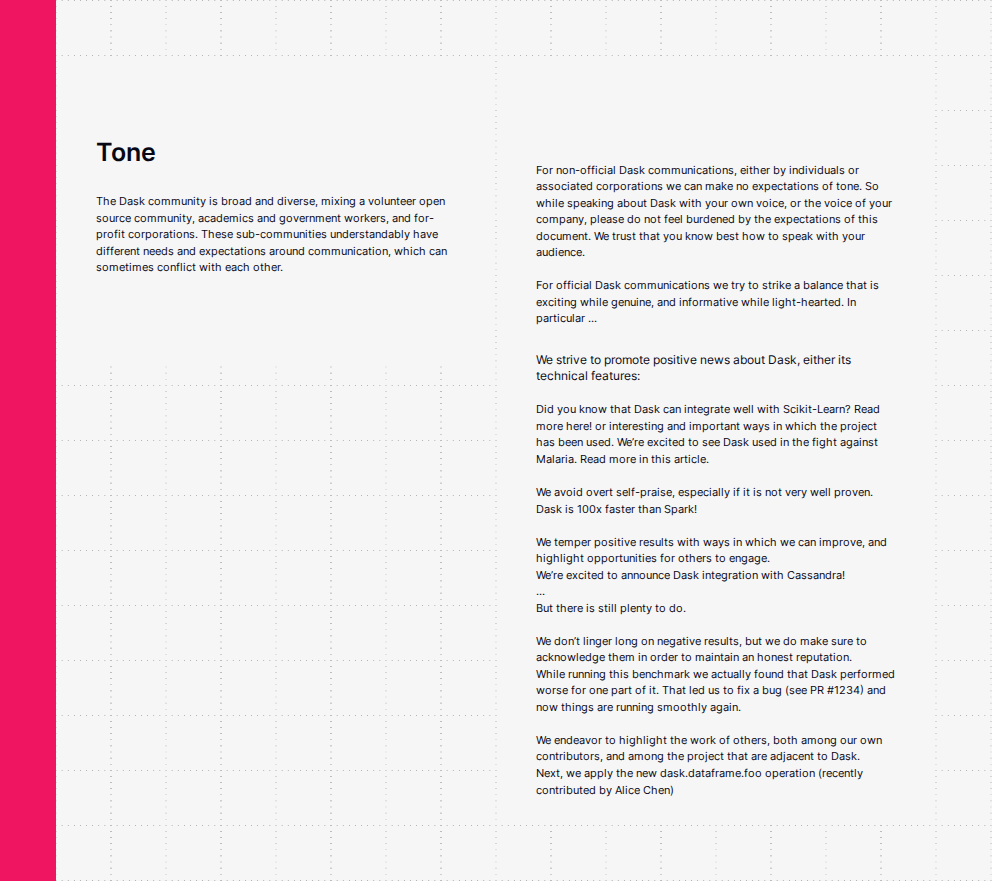 Tone
The Dask community is broad and diverse, mixing a volunteer open
source community, academics and government workers, and for-
profit corporations. These sub-communities understandably have
different needs and expectations around communication, which can
sometimes conflict with each other.
For non-official Dask communications, either by individuals or
associated corporations we can make no expectations of tone. So
while speaking about Dask with your own voice, or the voice of your
company, please do not feel burdened by the expectations of this
document. We trust that you know best how to speak with your
audience.
For official Dask communications we try to strike a balance that is
exciting while genuine, and informative while light-hearted. In
particular ...
We strive to promote positive news about Dask, either its
technical features:
Did you know that Dask can integrate well with Scikit-Learn? Read
more here! or interesting and important ways in which the project
has been used. We're excited to see Dask used in the fight against
Malaria. Read more in this article.
We avoid overt self-praise, especially if it is not very well proven.
Dask is 100x faster than Spark!
We temper positive results with ways in which we can improve, and
highlight opportunities for others to engage.
We're excited to announce Dask integration with Cassandra!
...
But there is still plenty to do.
We don't linger long on negative results, but we do make sure to
acknowledge them in order to maintain an honest reputation.
While running this benchmark we actually found that Dask performed
worse for one part of it. That led us to fix a bug (see PR #1234) and
now things are running smoothly again.
We endeavor to highlight the work of others, both among our own
contributors, and among the project that are adjacent to Dask.
Next, we apply the new dask.dataframe.foo operation (recently
contributed by Alice Chen)